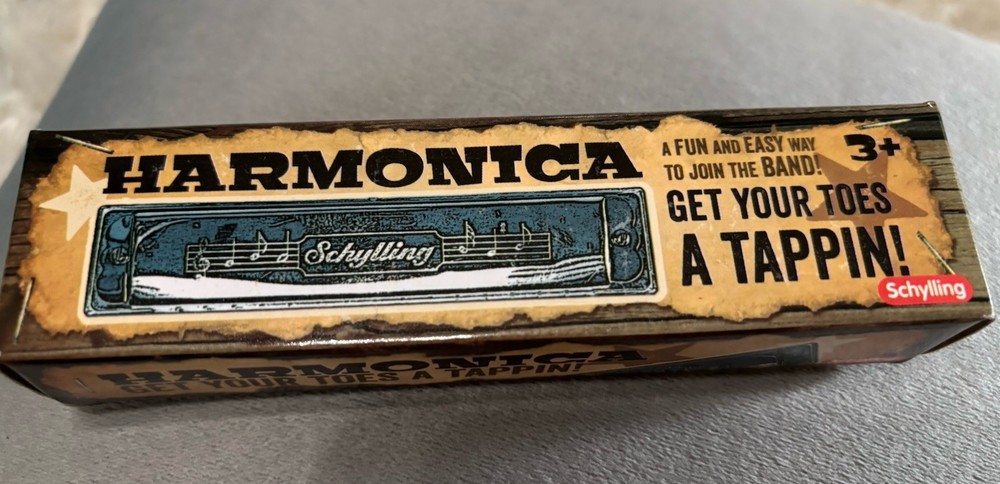 HARMONICA
Schylling
A FUN AND EASY WAY
TO JOIN THE BAND!
3+
GET YOUR TOES
A TAPPIN!
Schylling
HARMONICA
GET YOUR TOES A TAPPIN!